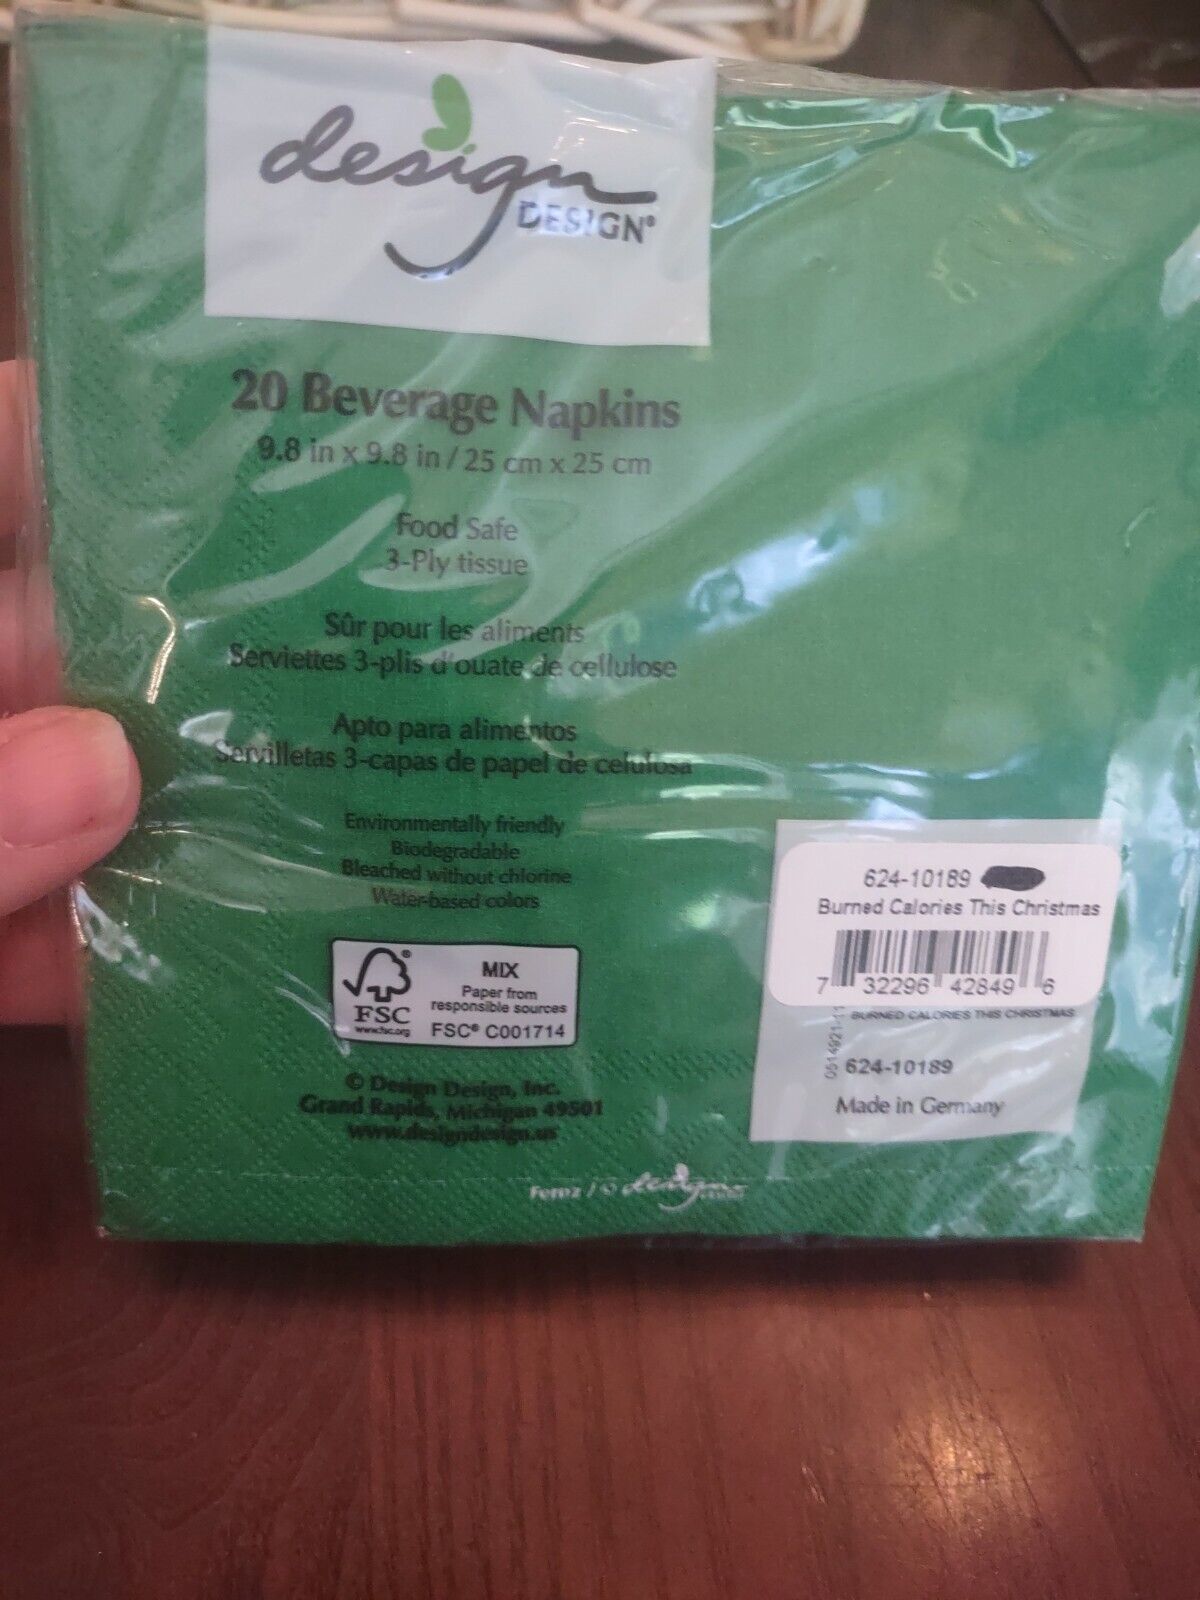 design
DESIGN®
20 Beverage Napkins
9.8 in x 9.8 in / 25 cm x 25 cm
Food Safe
3-Ply tissue
Sûr pour les aliments
Serviettes 3-plis d'ouate de cellulose
Apto para alimentos
Servilletas 3-capas de papel de celulosa
Environmentally friendly
Biodegradable
Bleached without chlorine
Water-based colors
FSC®
www.fsc.org
MIX
Paper from
responsible sources
FSC® C001714
© Design Design, Inc.
Grand Rapids, Michigan 49501
www.designdesign.us
624-10189
Burned Calories This Christmas
7 32296 42849 6
BURNED CALORIES THIS CHRISTMAS
624-10189
Made in Germany
/ © design
DESIGN